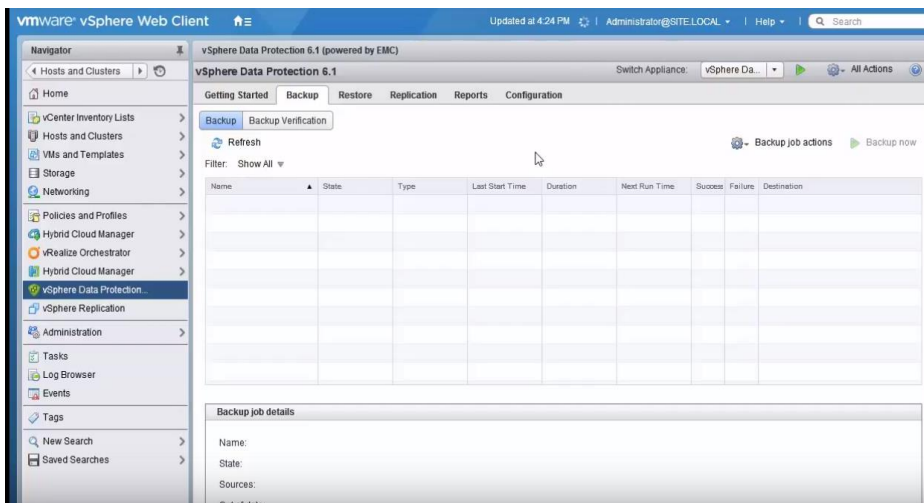 vmware® vSphere Web Client
Updated at 4:24 PM | Administrator@SITE.LOCAL | Help | Search
Navigator
Hosts and Clusters
Home
vCenter Inventory Lists
Hosts and Clusters
VMs and Templates
Storage
Networking
Policies and Profiles
Hybrid Cloud Manager
vRealize Orchestrator
Hybrid Cloud Manager
vSphere Data Protection...
vSphere Replication
Administration
Tasks
Log Browser
Events
Tags
New Search
Saved Searches
vSphere Data Protection 6.1 (powered by EMC)
vSphere Data Protection 6.1
Switch Appliance: vSphere Da... All Actions
Getting Started Backup Restore Replication Reports Configuration
Backup Backup Verification
Refresh
Backup job actions Backup now
Filter: Show All
Name State Type Last Start Time Duration Next Run Time Success Failure Destination
Backup job details
Name:
State:
Sources: